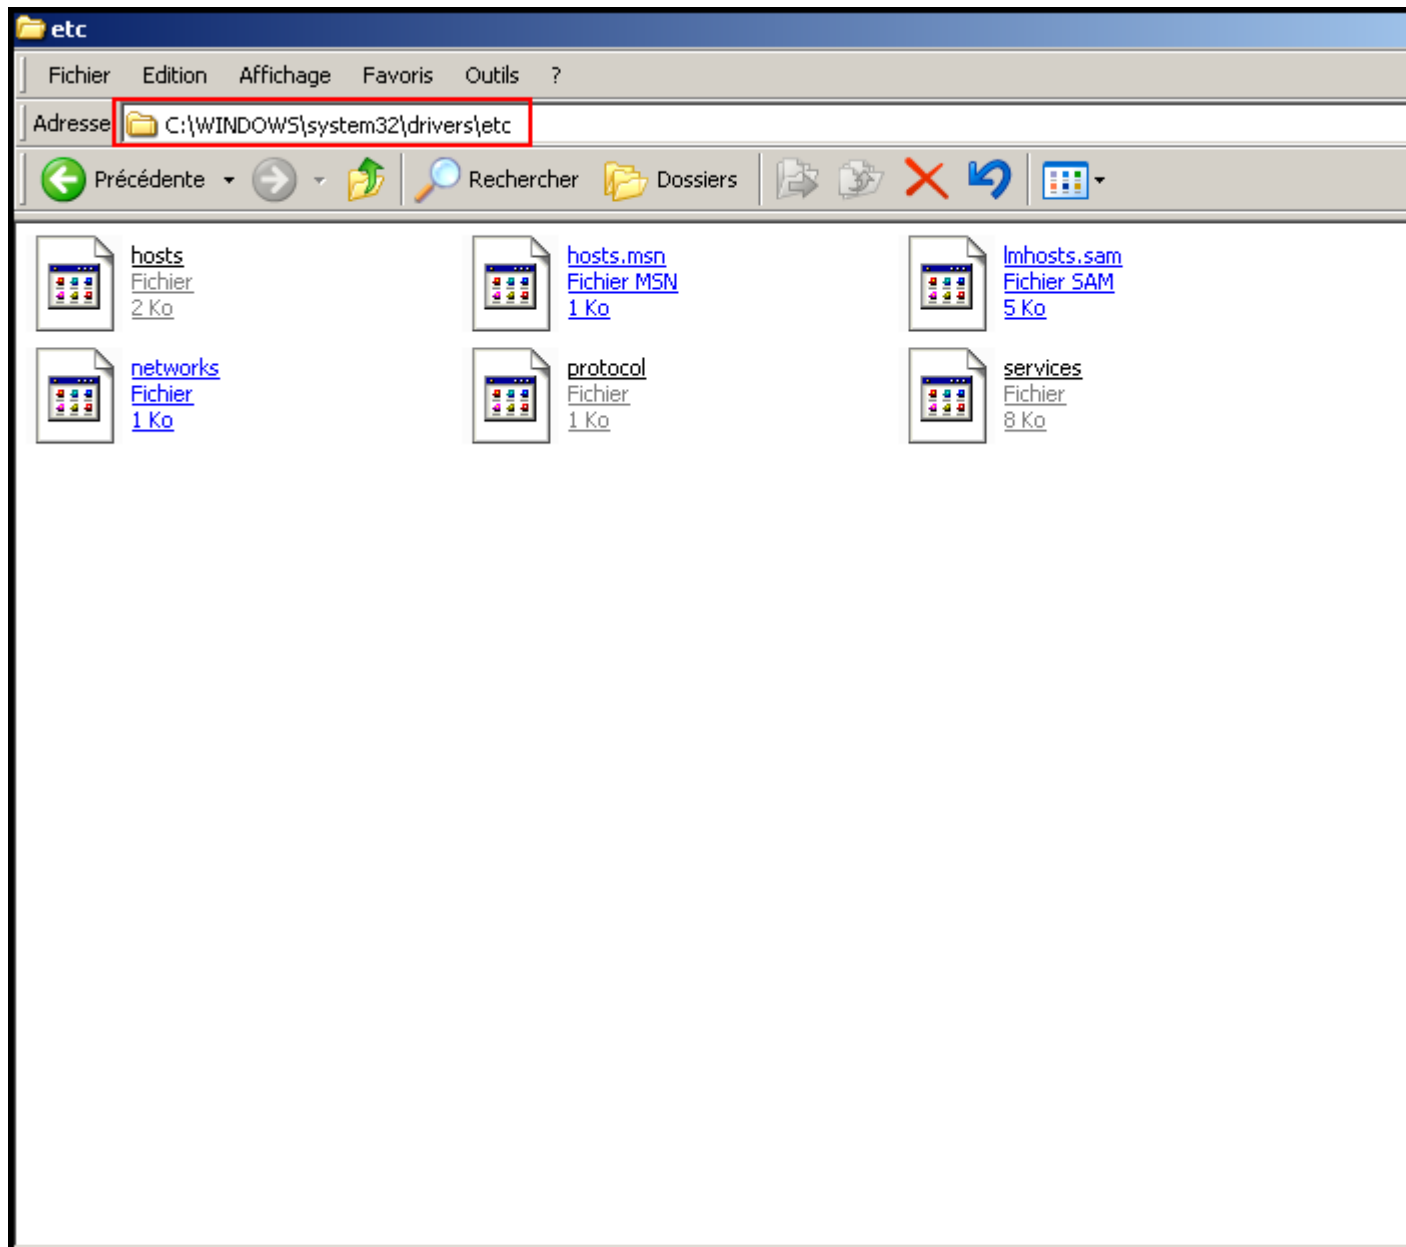 etc
Fichier Edition Affichage Favoris Outils ?
Adresse C:\WINDOWS\system32\drivers\etc
Précédente Rechercher Dossiers
hosts
Fichier
2 Ko
hosts.msn
Fichier MSN
1 Ko
lmhosts.sam
Fichier SAM
5 Ko
networks
Fichier
1 Ko
protocol
Fichier
1 Ko
services
Fichier
8 Ko